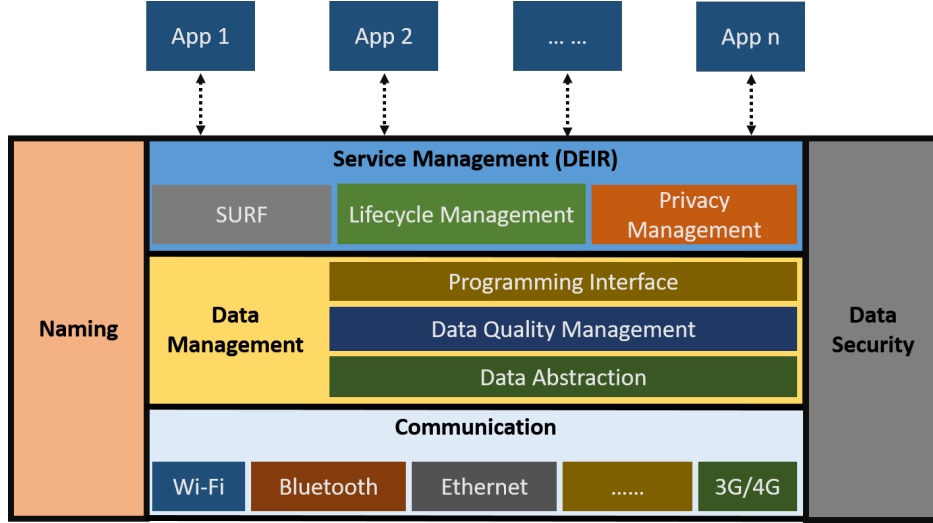 App 1
App 2
... ...
App n
Service Management (DEIR)
SURF
Lifecycle Management
Privacy
Management
Naming
Data
Management
Programming Interface
Data Quality Management
Data Abstraction
Data
Security
Communication
Wi-Fi
Bluetooth
Ethernet
......
3G/4G